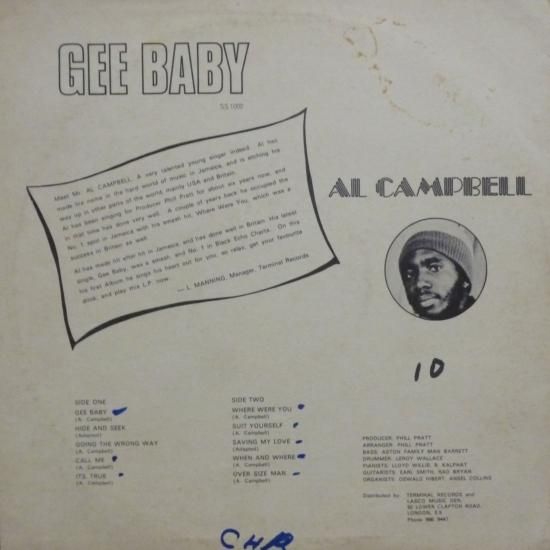 GEE BABY
SS 1000
Meet Mr. AL CAMPBELL. A very talented young singer indeed. Al has
made his name in the hard world of music in Jamaica, and is etching his
way up in other parts of the world, mainly USA and Britain.
Al has been singing for Producer Phil Pratt for about six years now, and
in that time has done very well. A couple of years back he occupied the
No. 1 spot in Jamaica with his smash hit, Where Were You, which was a
success in Britain as well.
Al has made hit after hit in Jamaica, and has done well in Britain. His latest
single, Gee Baby, was a smash, and No. 1 in Black Echo Charts. On this
his first Album he sings his heart out for you, so relax, get your favourite
drink, and play this L.P. now.
— L. MANNING, Manager, Terminal Records
AL CAMPBELL
10
SIDE ONE
GEE BABY
(A. Campbell)
HIDE AND SEEK
(Adapted)
GOING THE WRONG WAY
(A. Campbell)
CALL ME
(A. Campbell)
ITS TRUE
(A. Campbell)
SIDE TWO
WHERE WERE YOU
(A. Campbell)
SUIT YOURSELF
(A. Campbell)
SAVING MY LOVE
(Adapted)
WHEN AND WHERE
(A. Campbell)
OVER SIZE MAN
(A. Campbell)
PRODUCER: PHILL PRATT
ARRANGER: PHILL PRATT
BASS: ASTON FAMILY MAN BARRETT
DRUMMER: LEROY WALLACE
PIANISTS: LLOYD WILLIE, & KALPHAT
GUITARISTS: EARL SMITH, RAD BRYAN
ORGANISTS: OSWALD HIBERT, ANSEL COLLINS
Distributed by: TERMINAL RECORDS and
LASCO MUSIC DEN,
92 LOWER CLAPTON ROAD,
LONDON, E.5
Phone 986 9441